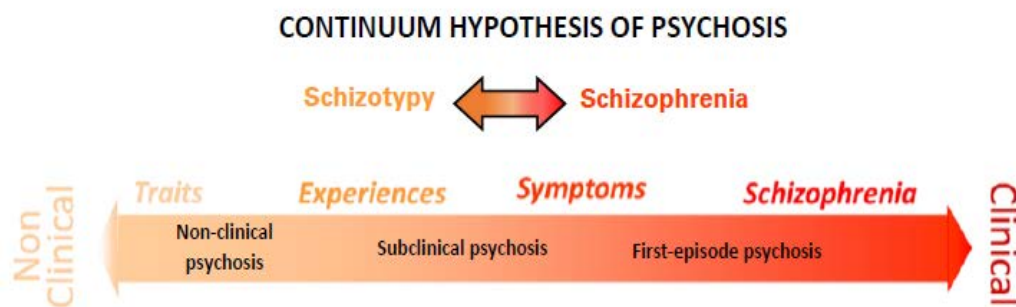 CONTINUUM HYPOTHESIS OF PSYCHOSIS
Schizotypy
Schizophrenia
Non
Clinical
Traits
Experiences
Symptoms
Schizophrenia
Non-clinical
psychosis
Subclinical psychosis
First-episode psychosis
Clinical